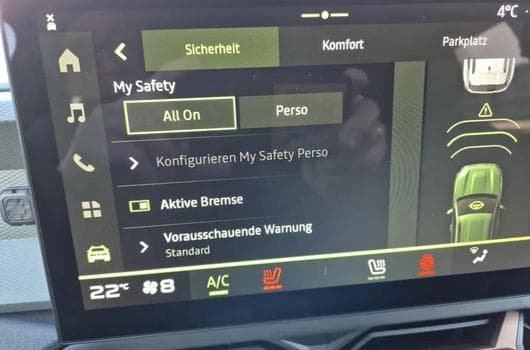 4°C
Sicherheit Komfort Parkplatz
My Safety
All On Perso
Konfigurieren My Safety Perso
Aktive Bremse
Vorausschauende Warnung
Standard
22°C 8 A/C